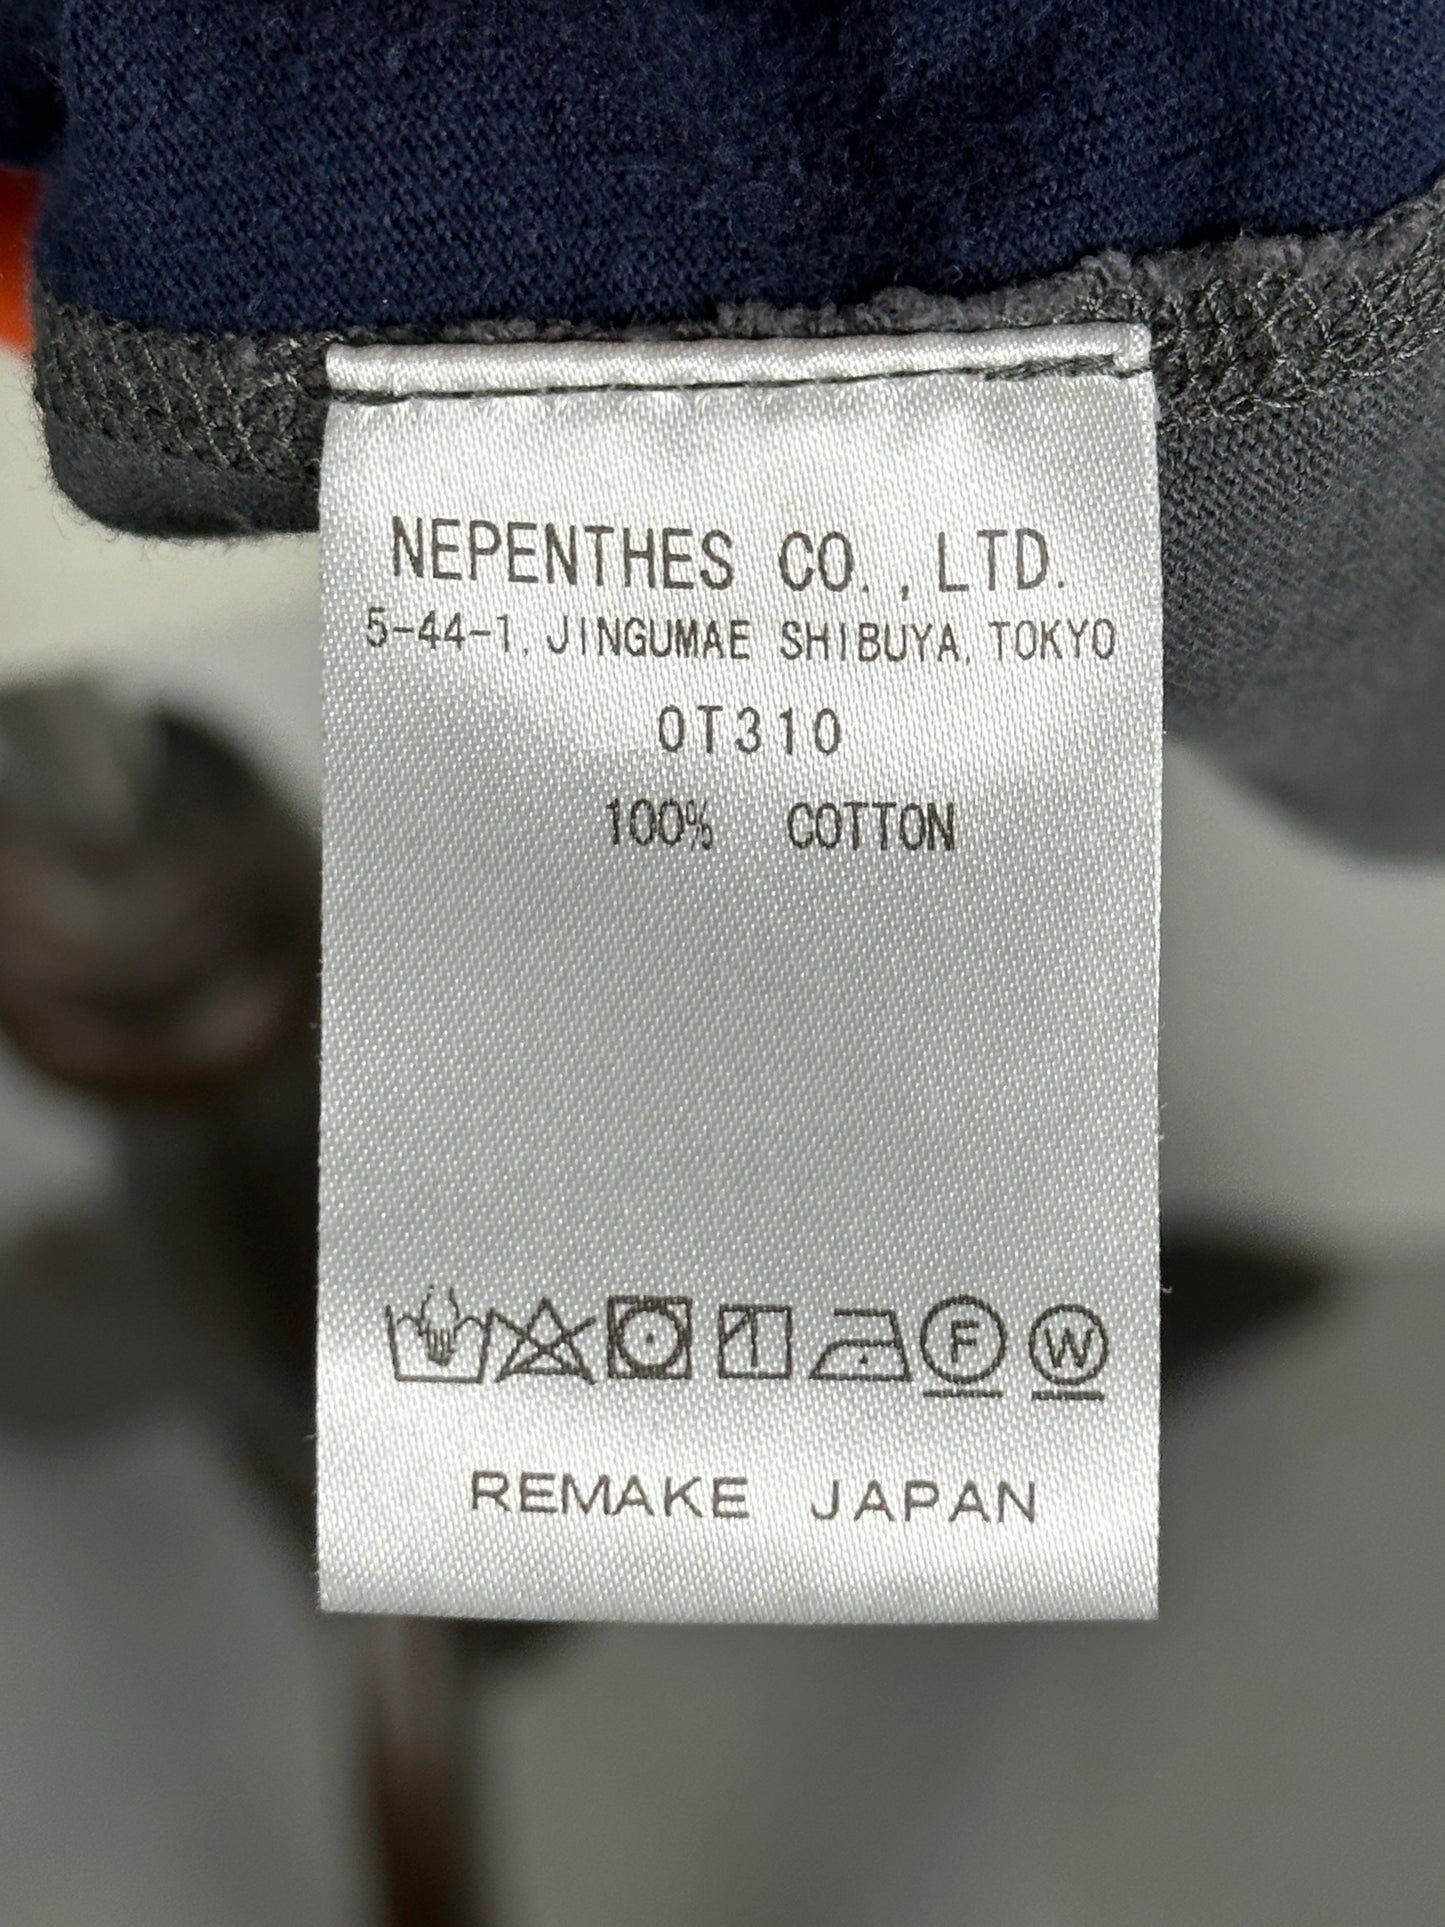 NEPENTHES CO., LTD.
5-44-1, JINGUMAE SHIBUYA, TOKYO
OT310
100% COTTON
F W
REMAKE JAPAN